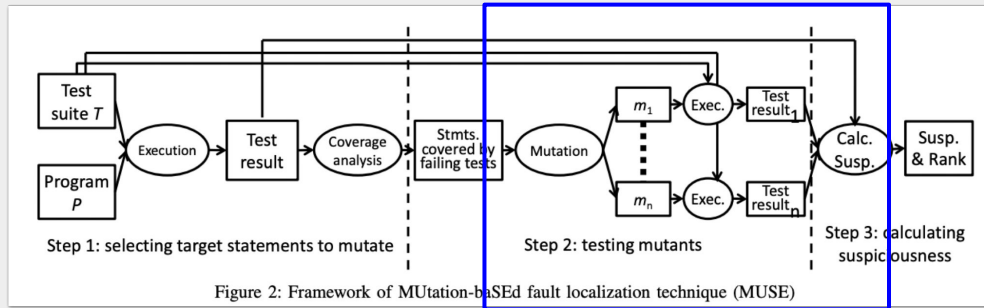 Test
suite T
Program
P
Execution
Test
result
Coverage
analysis
Stmts.
covered by
failing tests
Mutation
m1
mn
Exec.
Exec.
Test
result1
Test
resultn
Calc.
Susp.
Susp.
& Rank
Step 1: selecting target statements to mutate
Step 2: testing mutants
Step 3: calculating
suspiciousness
Figure 2: Framework of MUtation-baSEd fault localization technique (MUSE)